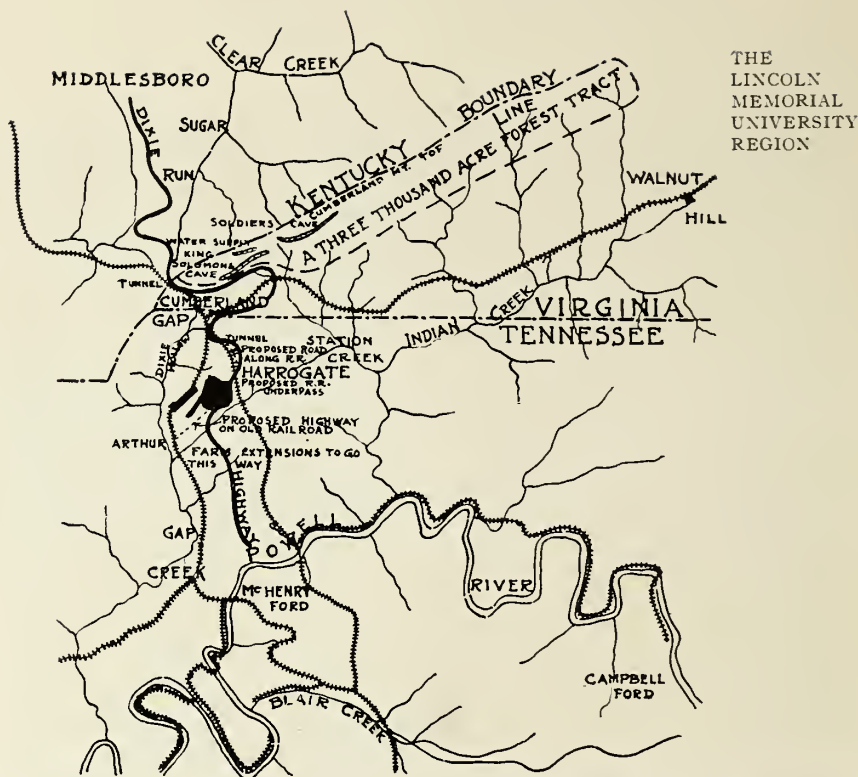 THE
LINCOLN
MEMORIAL
UNIVERSITY
REGION
CLEAR CREEK
MIDDLESBORO
DIXIE
SUGAR
RUN
KENTUCKY BOUNDARY
LINE
CUMBERLAND MT. TOP
A THREE THOUSAND ACRE FOREST TRACT
WALNUT
HILL
SOLDIERS CAVE
WATER SUPPLY
KING
SOLOMONS
CAVE
TUNNEL
CUMBERLAND
GAP
INDIAN CREEK
VIRGINIA
TENNESSEE
TUNNEL
STATION
CREEK
PROPOSED ROAD
ALONG R.R.
DIXIE
HARROGATE
PROPOSED R.R.
UNDERPASS
PROPOSED HIGHWAY
ON OLD RAILROAD
ARTHUR
FARM EXTENSIONS TO GO
THIS WAY
HIGHWAY
GAP
CREEK
POWELL
RIVER
MCHENRY
FORD
CAMPBELL
FORD
BLAIR CREEK